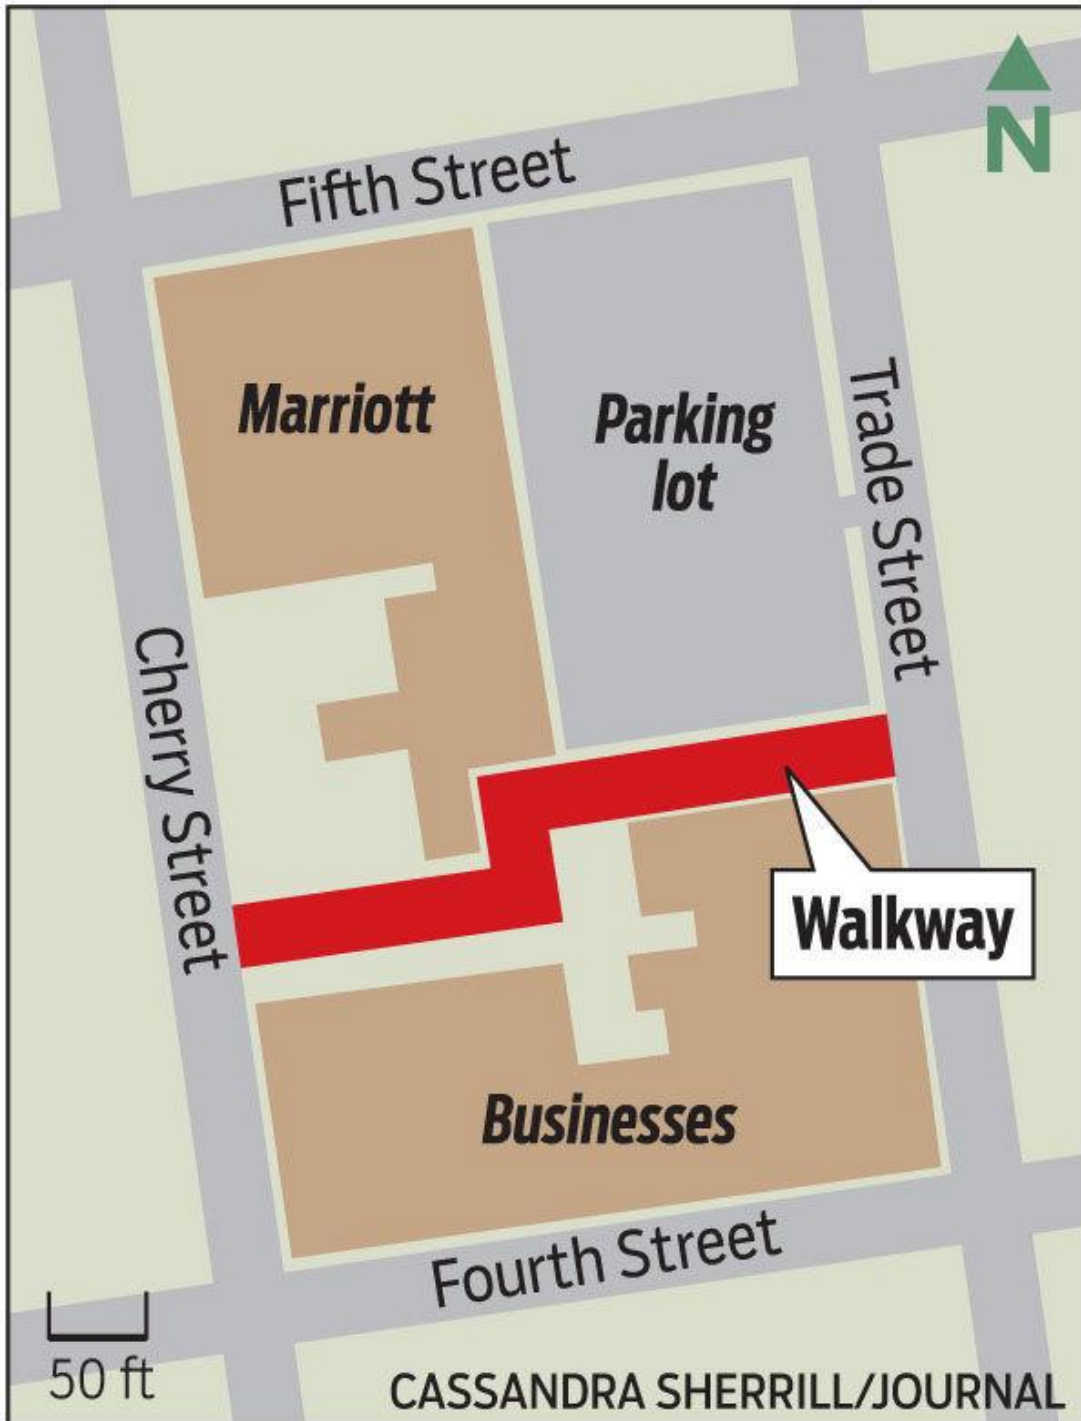 N
Fifth Street
Marriott
Parking
lot
Trade Street
Cherry Street
Walkway
Businesses
Fourth Street
50 ft
CASSANDRA SHERRILL/JOURNAL